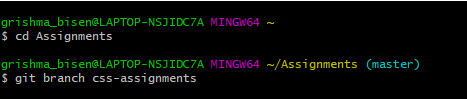 grishma_bisen@LAPTOP-NSJIDC7A MINGW64 ~
$ cd Assignments
grishma_bisen@LAPTOP-NSJIDC7A MINGW64 ~/Assignments (master)
$ git branch css-assignments